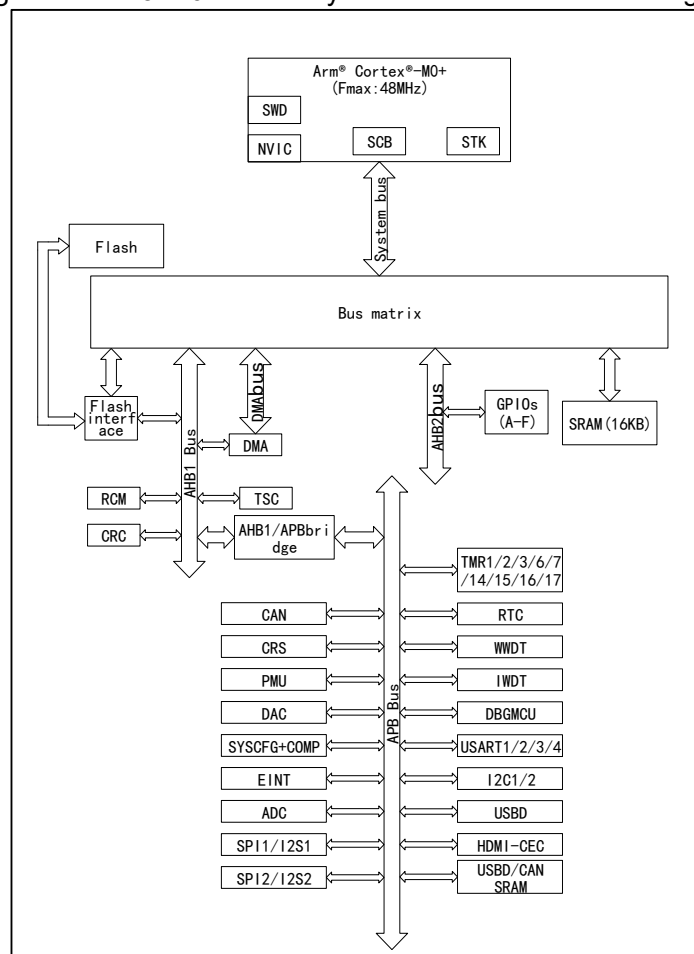 Arm® Cortex®-M0+
(Fmax:48MHz)
SWD
NVIC
SCB
STK
System bus
Flash
Bus matrix
Flash
interf
ace
AHB1 Bus
DMAbus
DMA
AHB2bus
GPIOs
(A-F)
SRAM(16KB)
RCM
TSC
CRC
AHB1/APBbri
dge
APB Bus
TMR1/2/3/6/7
/14/15/16/17
CAN
RTC
CRS
WWDT
PMU
IWDT
DAC
DBGMCU
SYSCFG+COMP
USART1/2/3/4
EINT
I2C1/2
ADC
USBD
SPI1/I2S1
HDMI-CEC
SPI2/I2S2
USBD/CAN
SRAM